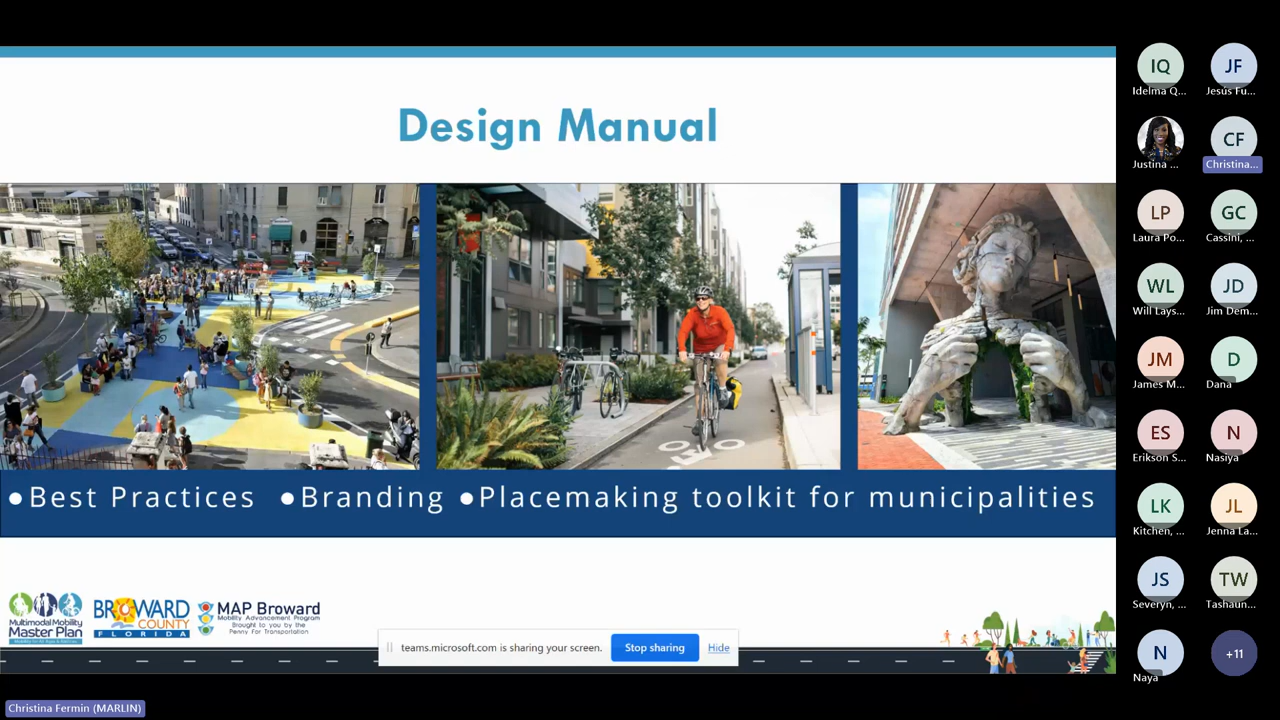 Design Manual
●Best Practices ●Branding ●Placemaking toolkit for municipalities
Multimodal Mobility
Master Plan
BROWARD
COUNTY
FLORIDA
MAP Broward
Mobility Advancement Program
Brought to you by the
Penny For Transportation
teams.microsoft.com is sharing your screen.
Stop sharing
Hide
Christina Fermin (MARLIN)
IQ
Idelma Q...
JF
Jesús Fu...
Justina ...
CF
Christina...
LP
Laura Po...
GC
Cassini, ...
WL
Will Lays...
JD
Jim Dem...
JM
James M...
D
Dana
ES
Erikson S...
N
Nasiya
LK
Kitchen, ...
JL
Jenna La...
JS
Severyn, ...
TW
Tashaun...
N
Naya
+11